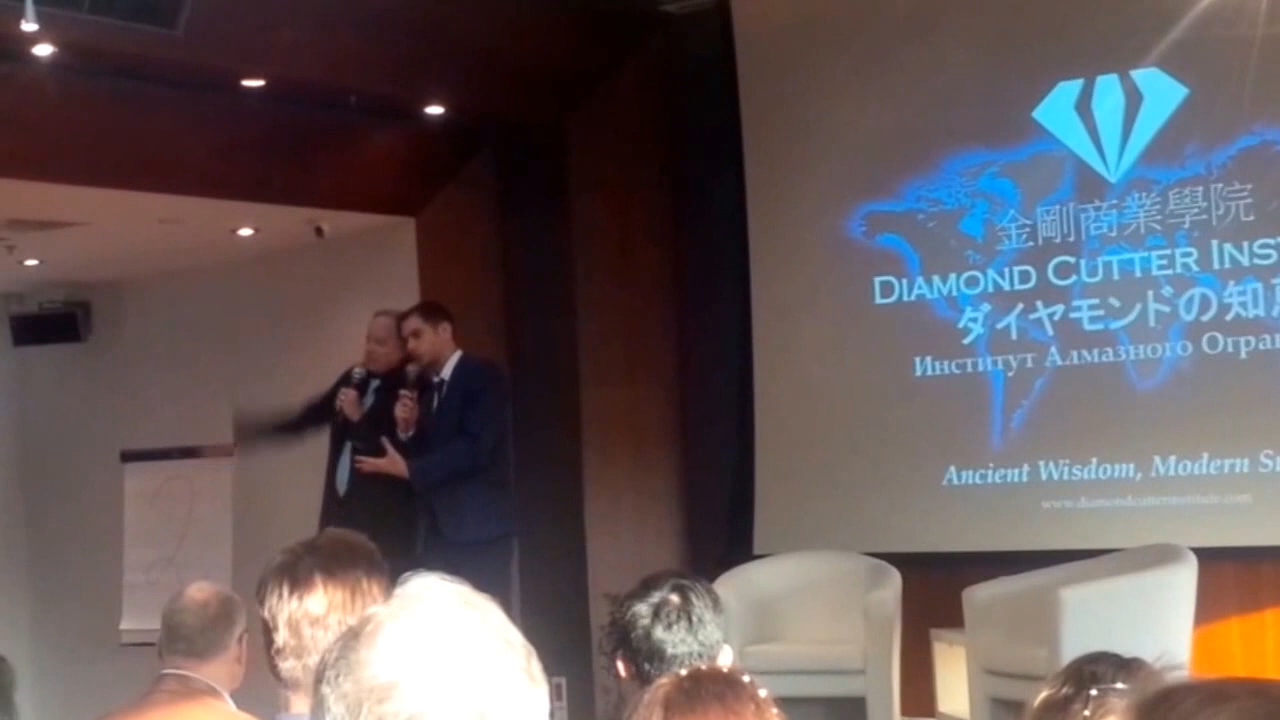 金剛商業學院
DIAMOND CUTTER INS
ダイヤモンドの知
Институт Алмазного Огра
Ancient Wisdom, Modern S
www.diamondcutterinstitute.com